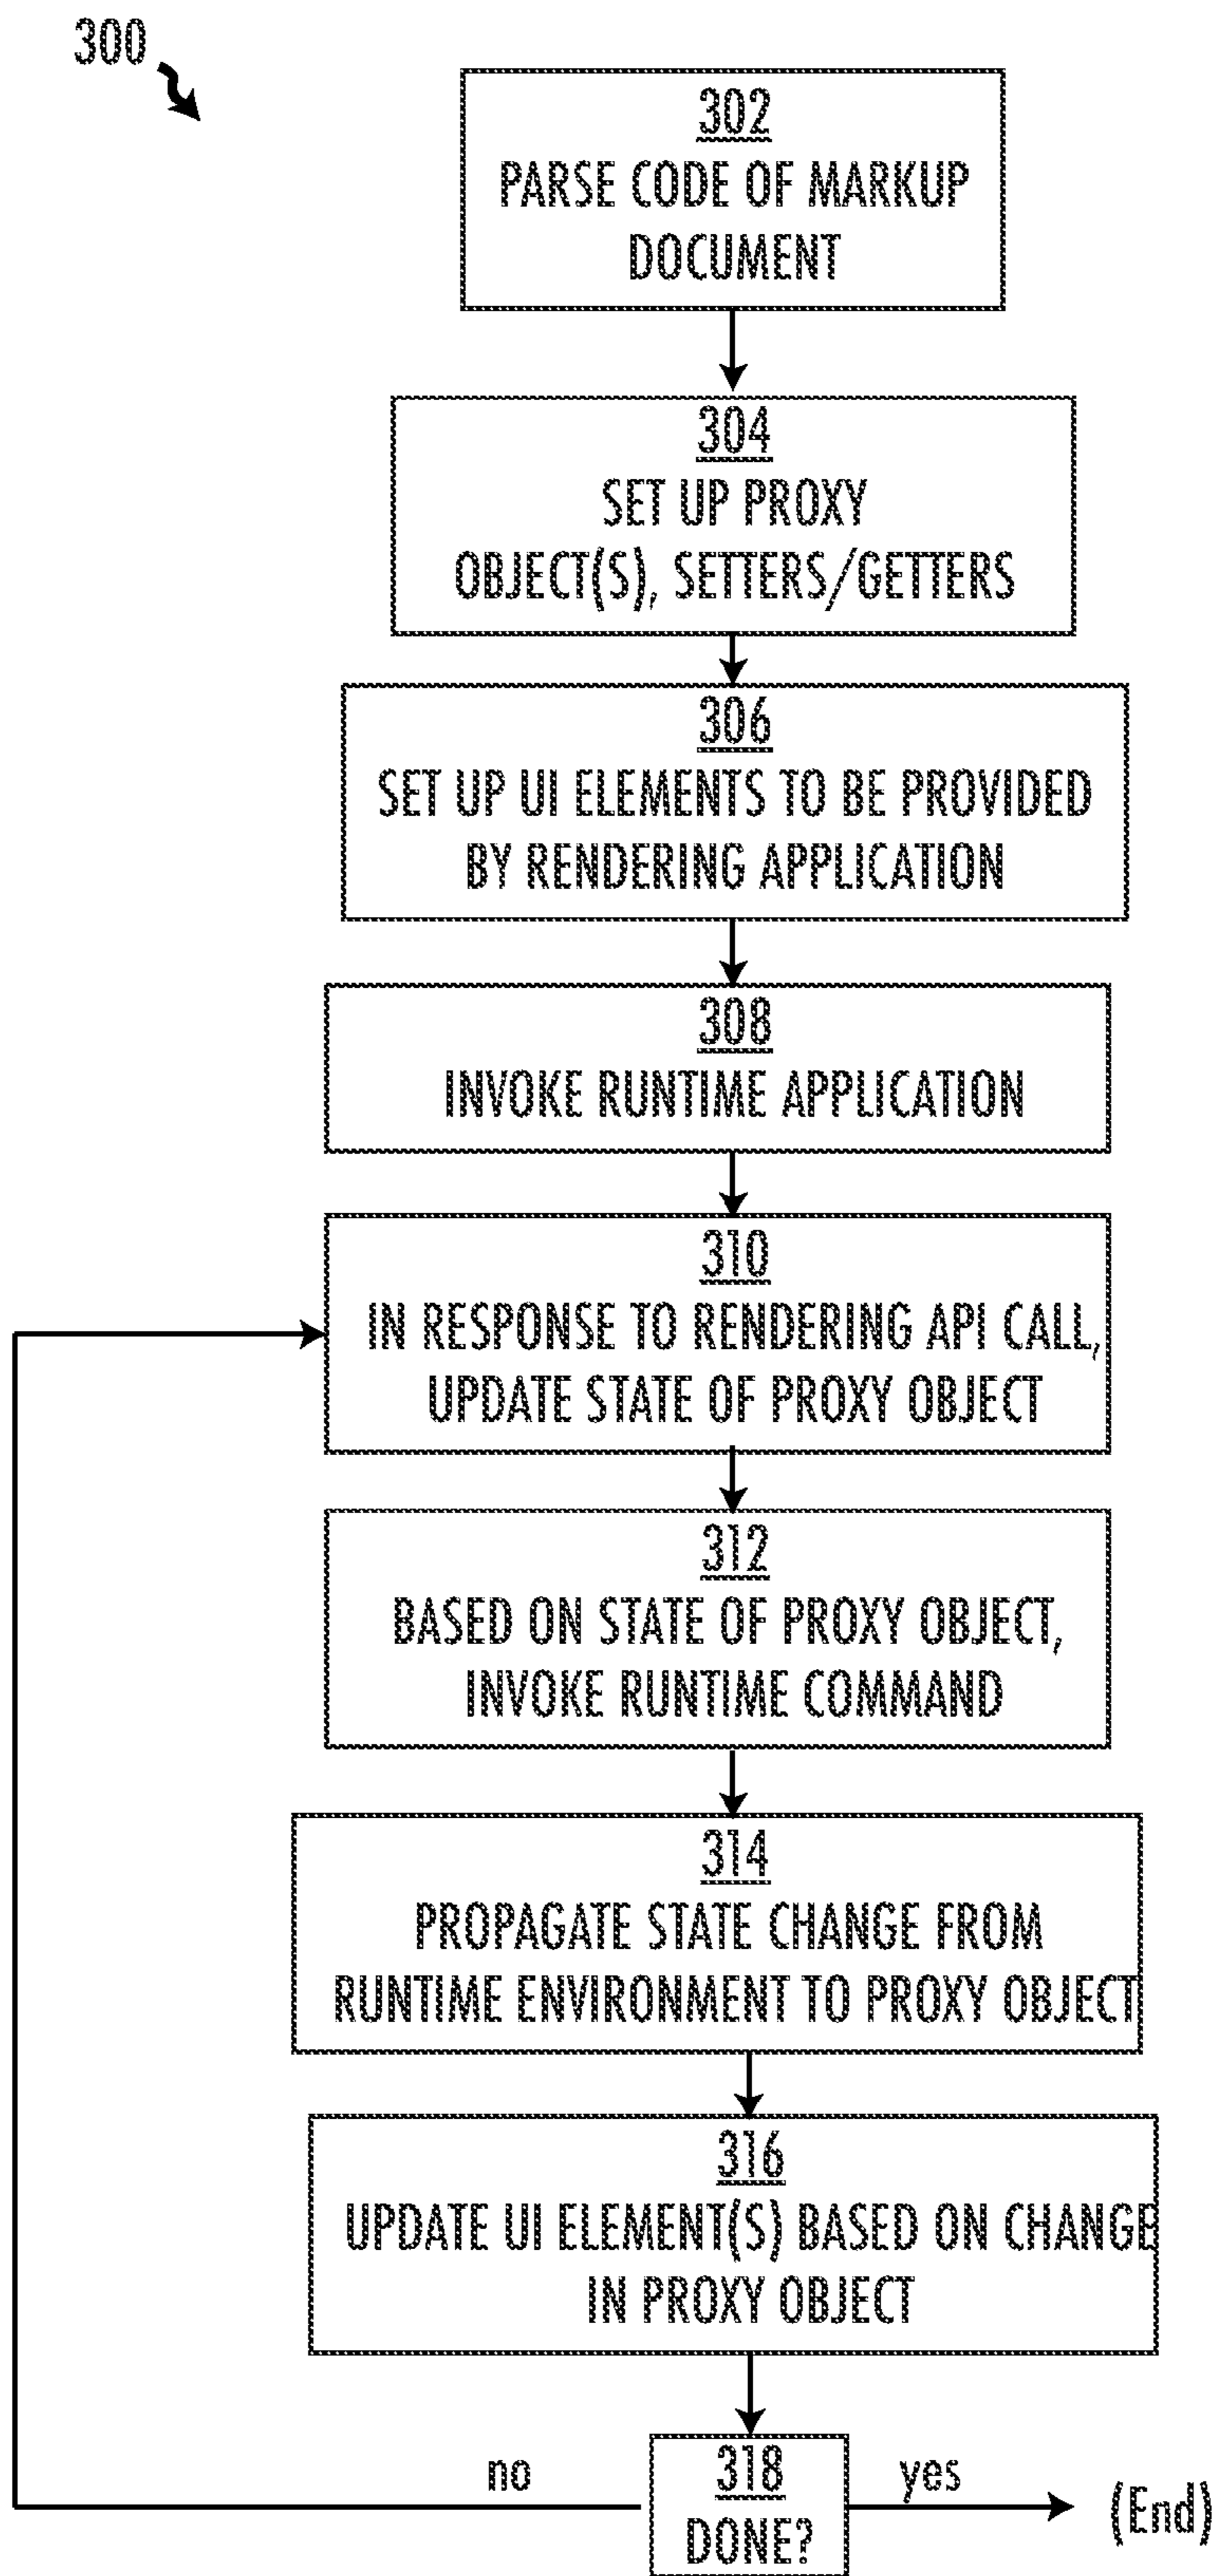 300
302
PARSE CODE OF MARKUP
DOCUMENT
304
SET UP PROXY
OBJECT(S), SETTERS/GETTERS
306
SET UP UI ELEMENTS TO BE PROVIDED
BY RENDERING APPLICATION
308
INVOKE RUNTIME APPLICATION
310
IN RESPONSE TO RENDERING API CALL,
UPDATE STATE OF PROXY OBJECT
312
BASED ON STATE OF PROXY OBJECT,
INVOKE RUNTIME COMMAND
314
PROPAGATE STATE CHANGE FROM
RUNTIME ENVIRONMENT TO PROXY OBJECT
316
UPDATE UI ELEMENT(S) BASED ON CHANGE
IN PROXY OBJECT
no
318
yes
DONE?
(End)